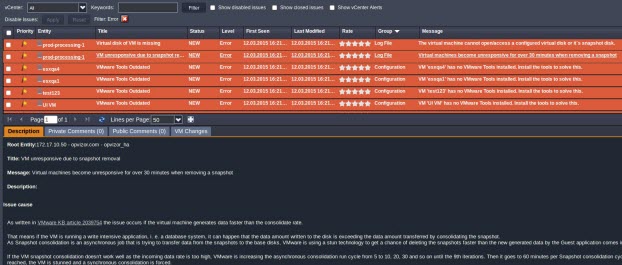 vCenter: All Keywords: Filter Show disabled issues Show closed issues Show vCenter Alerts
Disable Issues: Apply Reset Filter: Error
Priority Entity Title Status Level First Seen Last Modified Rate Group Message
prod-processing-1 Virtual disk of VM is missing NEW Error 12.03.2015 16:21... 12.03.2015 16:21... Log File The virtual machine cannot open/access a configured virtual disk or it's snapshot disk.
prod-processing-1 VM unresponsive due to snapshot re... NEW Error 12.03.2015 16:21... 12.03.2015 16:21... Log File Virtual machines become unresponsive for over 30 minutes when removing a snapshot
VMware Tools Outdated NEW Error 12.03.2015 16:21... 12.03.2015 16:21... Configuration has no VMware Tools installed. Install the tools to solve this.
VMware Tools Outdated NEW Error 12.03.2015 16:21... 12.03.2015 16:21... Configuration has no VMware Tools installed. Install the tools to solve this.
test123 VMware Tools Outdated NEW Error 12.03.2015 16:21... 12.03.2015 16:21... Configuration VM 'test123' has no VMware Tools installed. Install the tools to solve this.
UI VM VMware Tools Outdated NEW Error 12.03.2015 16:21... 12.03.2015 16:21... Configuration VM 'UI VM' has no VMware Tools installed. Install the tools to solve this.
Page 1 of 1 Lines per Page: 50
Description Private Comments (0) Public Comments (0) VM Changes
Root Entity:172.17.10.50 - opvizor.com - opvizor_ha
Title: VM unresponsive due to snapshot removal
Message: Virtual machines become unresponsive for over 30 minutes when removing a snapshot
Description:
Issue cause
As written in VMware KB article 2039754 the issue occurs if the virtual machine generates data faster than the consolidate rate.
That means if the VM is running a write intensive application, i. e. a database system, it can happen that the data amount written to the disk is exceeding the data amount transferred by consolidating the snapshot.
As Snapshot consolidation is an asynchronous job that is trying to transfer data from the snapshots to the base disks, VMware is using a stun technology to get a chance of deleting the snapshots faster than the new generated data by the Guest application comes
If the VM snapshot consolidation doesn't work well as the incoming data rate is too high, VMware is increasing the asynchronous consolidation run cycle from 5 to 10, 20, 30 and so on until the 9th iterations. Then it goes to 60 minutes per Snapshot consolidation
reached, the VM is stunned and a synchronous consolidation is forced.